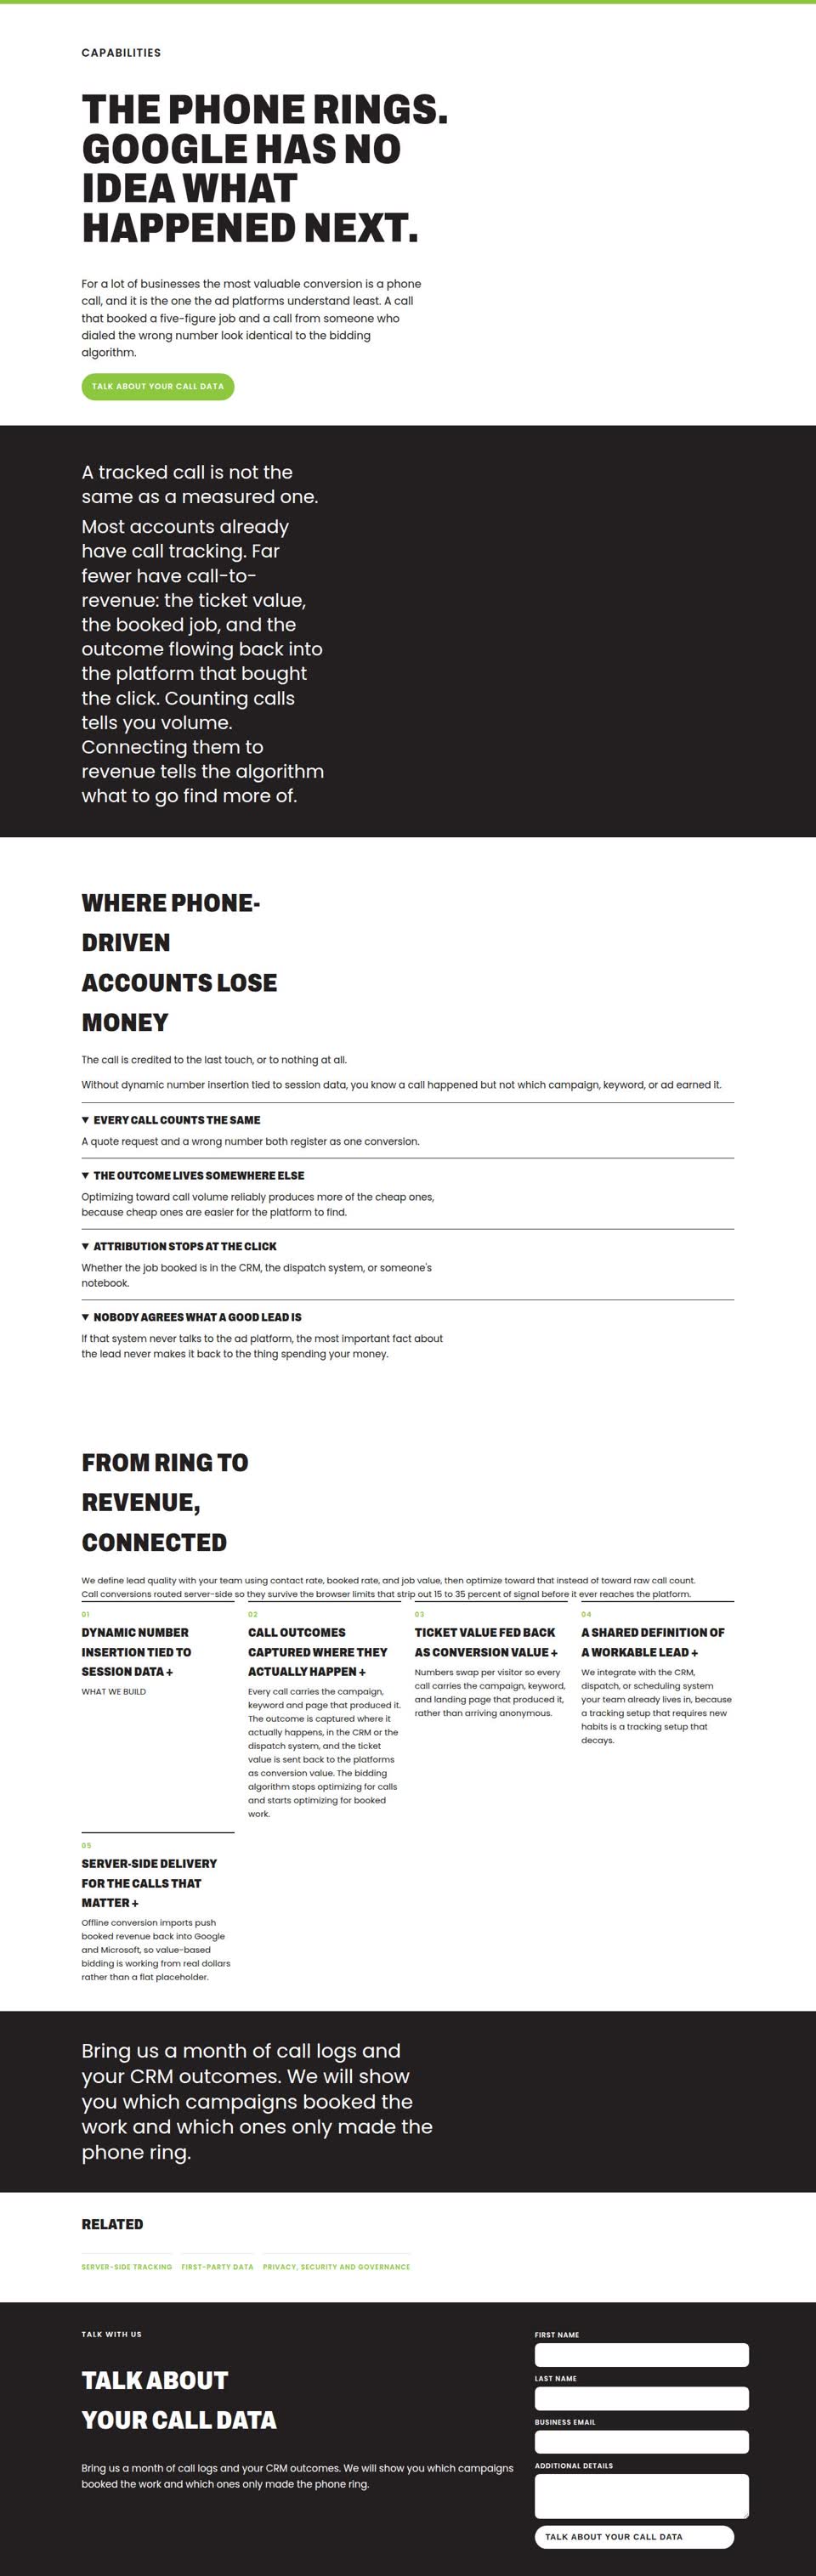 CAPABILITIES
THE PHONE RINGS.
GOOGLE HAS NO
IDEA WHAT
HAPPENED NEXT.
For a lot of businesses the most valuable conversion is a phone
call, and it is the one the ad platforms understand least. A call
that booked a five-figure job and a call from someone who
dialed the wrong number look identical to the bidding
algorithm.
TALK ABOUT YOUR CALL DATA
A tracked call is not the
same as a measured one.
Most accounts already
have call tracking. Far
fewer have call-to-
revenue: the ticket value,
the booked job, and the
outcome flowing back into
the platform that bought
the click. Counting calls
tells you volume.
Connecting them to
revenue tells the algorithm
what to go find more of.
WHERE PHONE-
DRIVEN
ACCOUNTS LOSE
MONEY
The call is credited to the last touch, or to nothing at all.
Without dynamic number insertion tied to session data, you know a call happened but not which campaign, keyword, or ad earned it.
▼ EVERY CALL COUNTS THE SAME
A quote request and a wrong number both register as one conversion.
▼ THE OUTCOME LIVES SOMEWHERE ELSE
Optimizing toward call volume reliably produces more of the cheap ones,
because cheap ones are easier for the platform to find.
▼ ATTRIBUTION STOPS AT THE CLICK
Whether the job booked is in the CRM, the dispatch system, or someone's
notebook.
▼ NOBODY AGREES WHAT A GOOD LEAD IS
If that system never talks to the ad platform, the most important fact about
the lead never makes it back to the thing spending your money.
FROM RING TO
REVENUE,
CONNECTED
We define lead quality with your team using contact rate, booked rate, and job value, then optimize toward that instead of toward raw call count.
Call conversions routed server-side so they survive the browser limits that strip out 15 to 35 percent of signal before it ever reaches the platform.
01
DYNAMIC NUMBER
INSERTION TIED TO
SESSION DATA +
WHAT WE BUILD
02
CALL OUTCOMES
CAPTURED WHERE THEY
ACTUALLY HAPPEN +
Every call carries the campaign,
keyword and page that produced it.
The outcome is captured where it
actually happens, in the CRM or the
dispatch system, and the ticket
value is sent back to the platforms
as conversion value. The bidding
algorithm stops optimizing for calls
and starts optimizing for booked
work.
03
TICKET VALUE FED BACK
AS CONVERSION VALUE +
Numbers swap per visitor so every
call carries the campaign, keyword,
and landing page that produced it,
rather than arriving anonymous.
04
A SHARED DEFINITION OF
A WORKABLE LEAD +
We integrate with the CRM,
dispatch, or scheduling system
your team already lives in, because
a tracking setup that requires new
habits is a tracking setup that
decays.
05
SERVER-SIDE DELIVERY
FOR THE CALLS THAT
MATTER +
Offline conversion imports push
booked revenue back into Google
and Microsoft, so value-based
bidding is working from real dollars
rather than a flat placeholder.
Bring us a month of call logs and
your CRM outcomes. We will show
you which campaigns booked the
work and which ones only made the
phone ring.
RELATED
SERVER-SIDE TRACKING FIRST-PARTY DATA PRIVACY, SECURITY AND GOVERNANCE
TALK WITH US
TALK ABOUT
YOUR CALL DATA
Bring us a month of call logs and your CRM outcomes. We will show you which campaigns
booked the work and which ones only made the phone ring.
FIRST NAME
LAST NAME
BUSINESS EMAIL
ADDITIONAL DETAILS
TALK ABOUT YOUR CALL DATA